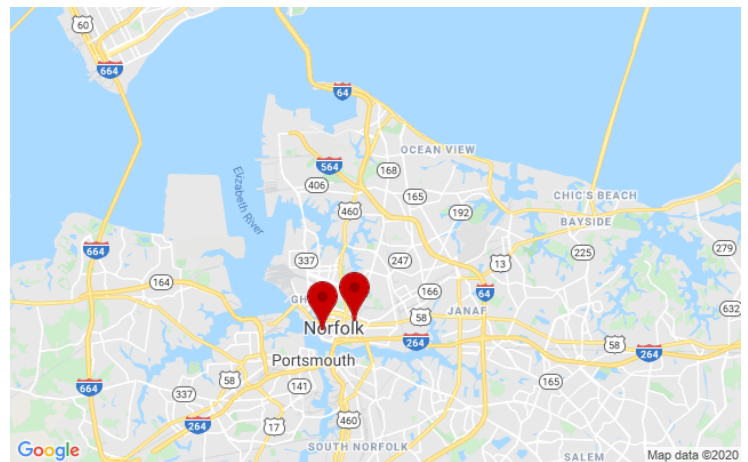 60
664
64
OCEAN VIEW
564
168
406
165
CHIC'S BEACH
Elizabeth River
460
192
BAYSIDE
664
337
247
13
225
279
164
166
64
GH
58
JANAF
632
Norfolk
264
58
264
Portsmouth
664
58
141
165
337
264
17
460
SOUTH NORFOLK
SALEM
Google
Map data ©2020